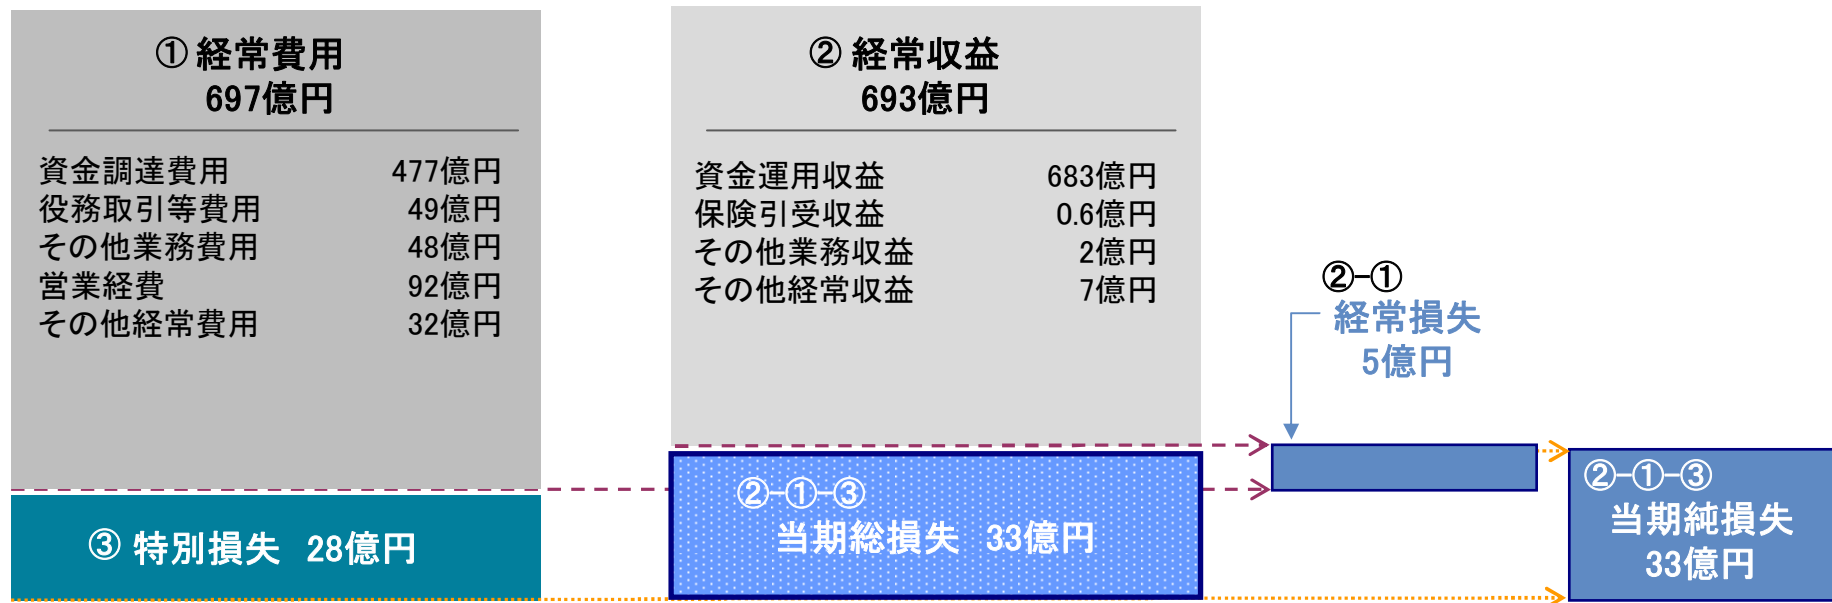 ① 経常費用
697億円
資金調達費用 477億円
役務取引等費用 49億円
その他業務費用 48億円
営業経費 92億円
その他経常費用 32億円
③ 特別損失 28億円
② 経常収益
693億円
資金運用収益 683億円
保険引受収益 0.6億円
その他業務収益 2億円
その他経常収益 7億円
②-①-③
当期総損失 33億円
②-①
経常損失
5億円
②-①-③
当期純損失
33億円